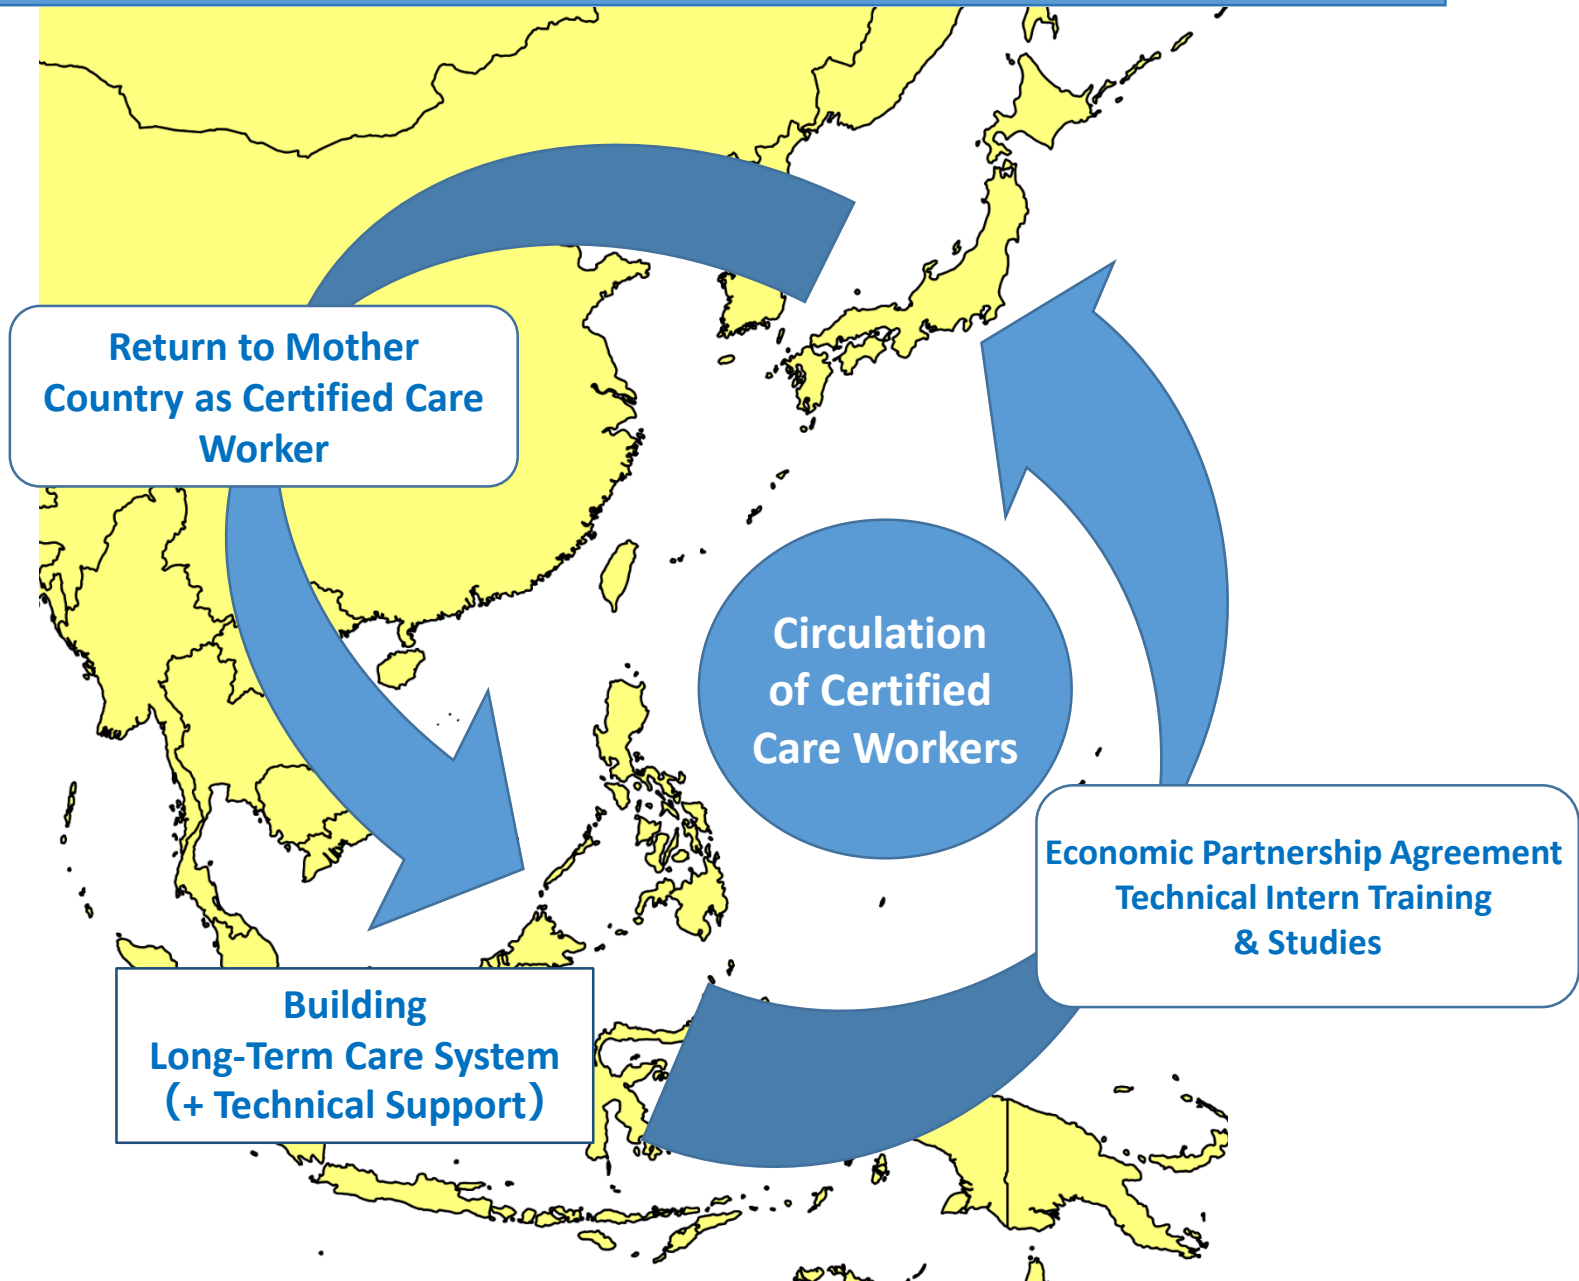 Return to Mother
Country as Certified Care
Worker
Circulation
of Certified
Care Workers
Economic Partnership Agreement
Technical Intern Training
& Studies
Building
Long-Term Care System
(+ Technical Support)